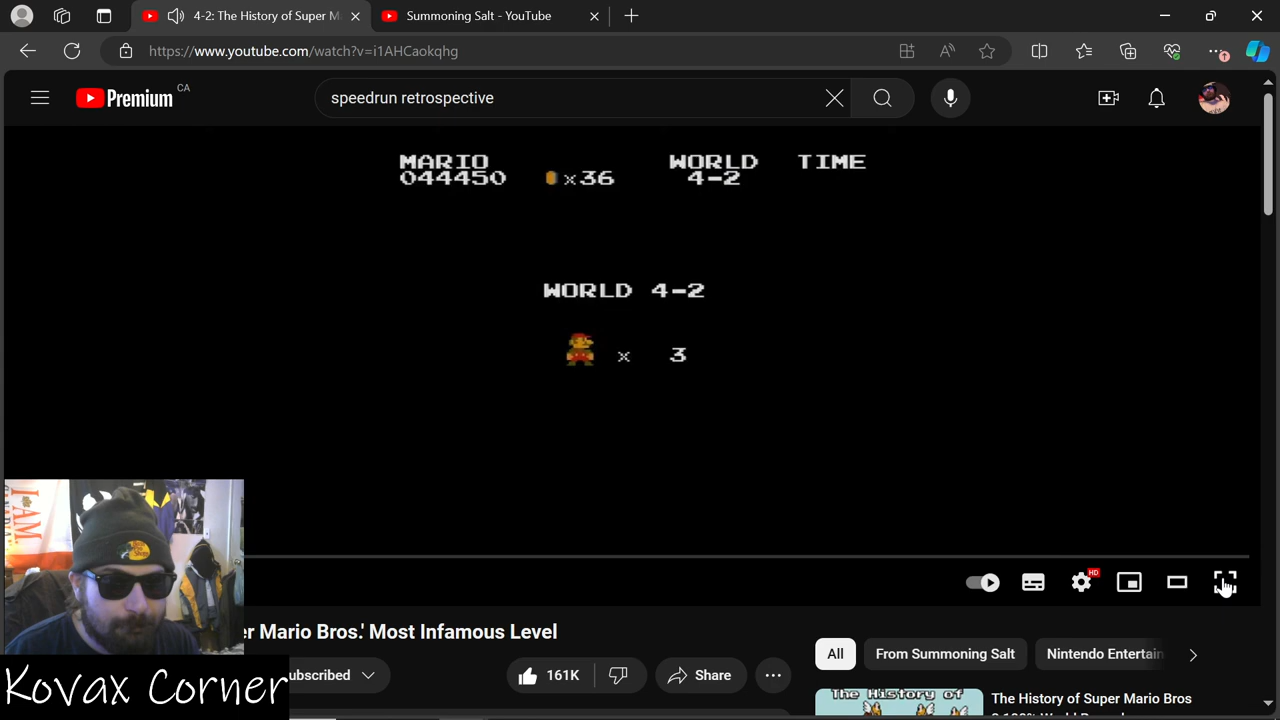 4-2: The History of Super M
Summoning Salt - YouTube
https://www.youtube.com/watch?v=i1AHCaokqhg
Premium CA
speedrun retrospective
MARIO WORLD TIME
044450 x36 4-2
WORLD 4-2
x 3
HD
I AM
er Mario Bros.' Most Infamous Level
ubscribed
161K
Share
All
From Summoning Salt
Nintendo Entertain
The History of
The History of Super Mario Bros
Kovax Corner